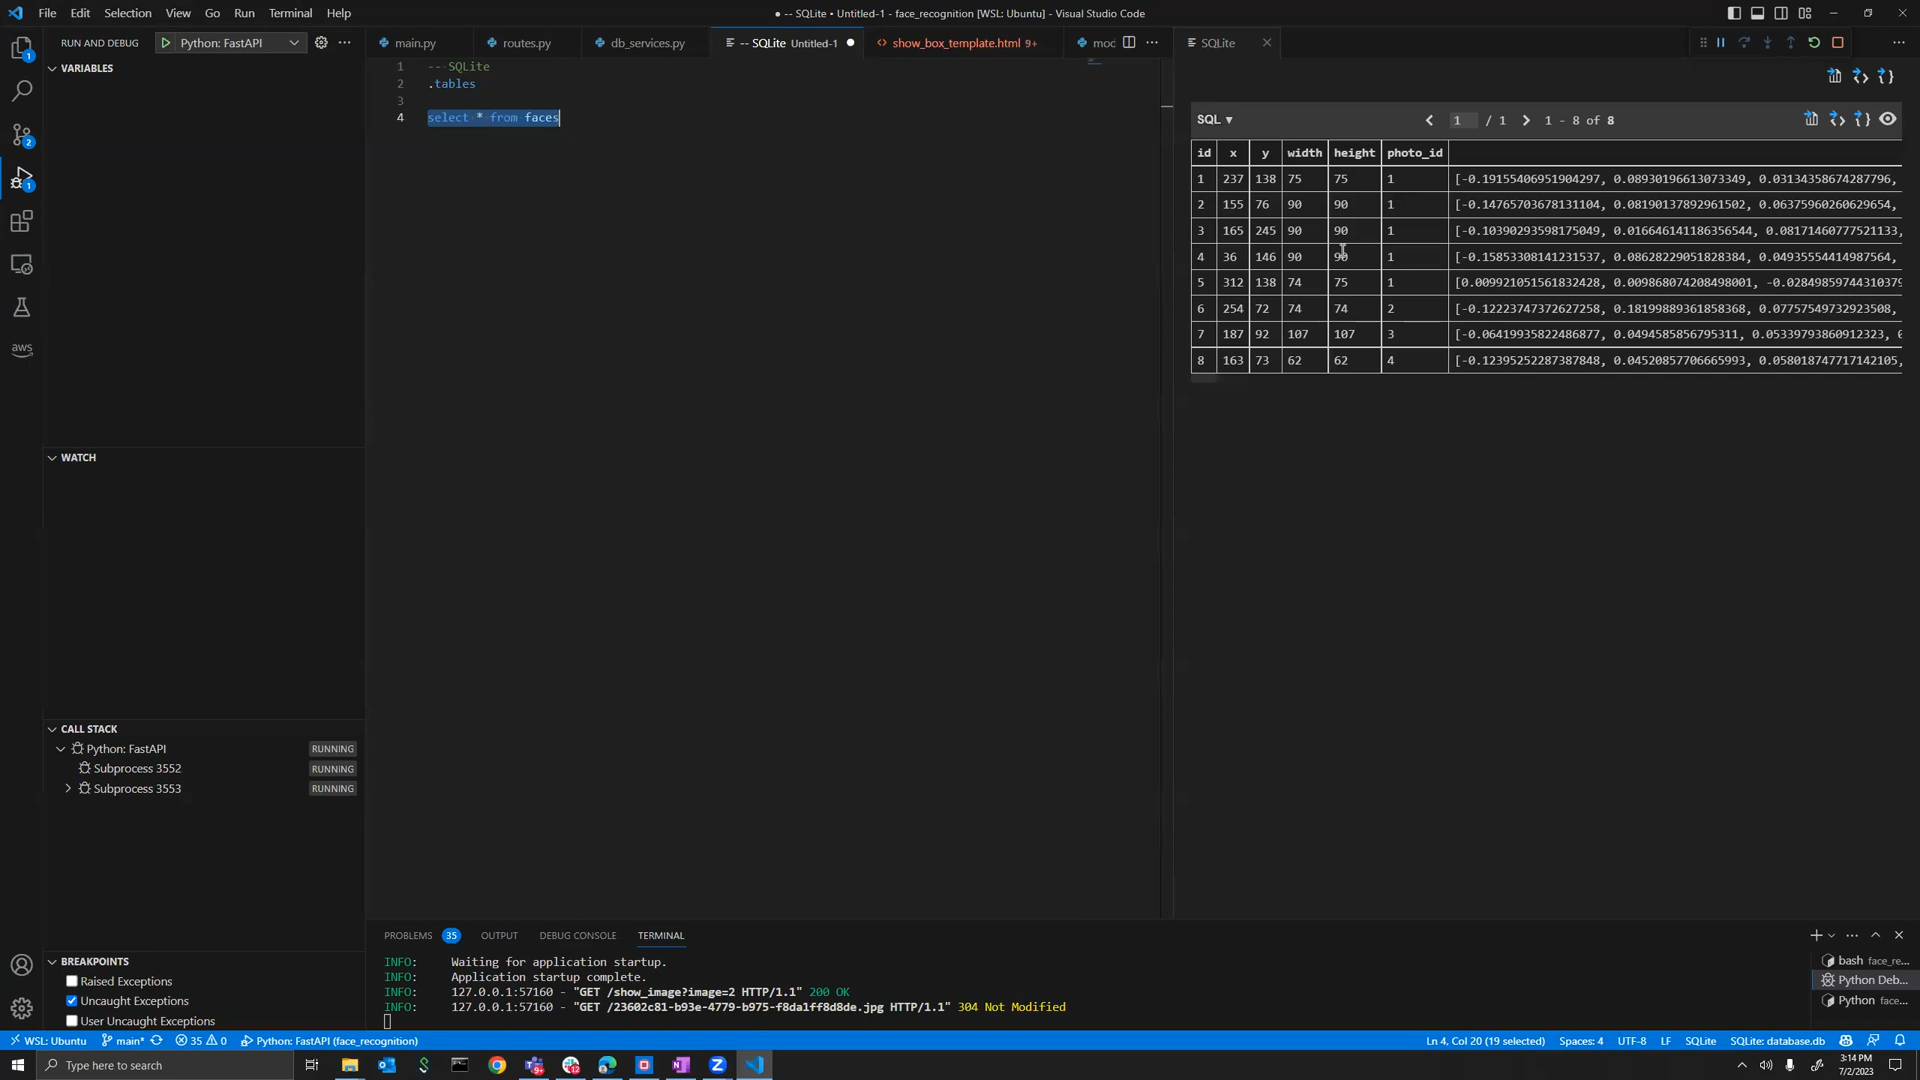 File Edit Selection View Go Run Terminal Help
● -- SQLite • Untitled-1 - face_recognition [WSL: Ubuntu] - Visual Studio Code
RUN AND DEBUG Python: FastAPI
main.py routes.py db_services.py -- SQLite Untitled-1 ● show_box_template.html 9+ mod
SQLite
VARIABLES
1 -- SQLite
2 .tables
3
4 select * from faces
SQL ▼ 1 / 1 1 - 8 of 8
id x y width height photo_id
1 237 138 75 75 1 [-0.19155406951904297, 0.08930196613073349, 0.03134358674287796,
2 155 76 90 90 1 [-0.14765703678131104, 0.08190137892961502, 0.06375960260629654,
3 165 245 90 90 1 [-0.10390293598175049, 0.016646141186356544, 0.08171460777521133,
4 36 146 90 90 1 [-0.15853308141231537, 0.08628229051828384, 0.04935554414987564,
5 312 138 74 75 1 [0.009921051561832428, 0.009868074208498001, -0.02849859744310379
6 254 72 74 74 2 [-0.12223747372627258, 0.18199889361858368, 0.07757549732923508,
7 187 92 107 107 3 [-0.06419935822486877, 0.0494585856795311, 0.05339793860912323, 0
8 163 73 62 62 4 [-0.12395252287387848, 0.04520857706665993, 0.058018747717142105,
WATCH
CALL STACK
Python: FastAPI RUNNING
Subprocess 3552 RUNNING
Subprocess 3553 RUNNING
BREAKPOINTS
Raised Exceptions
Uncaught Exceptions
User Uncaught Exceptions
PROBLEMS 35 OUTPUT DEBUG CONSOLE TERMINAL
INFO: Waiting for application startup.
INFO: Application startup complete.
INFO: 127.0.0.1:57160 - "GET /show_image?image=2 HTTP/1.1" 200 OK
INFO: 127.0.0.1:57160 - "GET /23602c81-b93e-4779-b975-f8da1ff8d8de.jpg HTTP/1.1" 304 Not Modified
bash face_re...
Python Deb...
Python face...
WSL: Ubuntu main* 35 0 Python: FastAPI (face_recognition) Ln 4, Col 20 (19 selected) Spaces: 4 UTF-8 LF SQLite SQLite: database.db
Type here to search
3:14 PM
7/2/2023